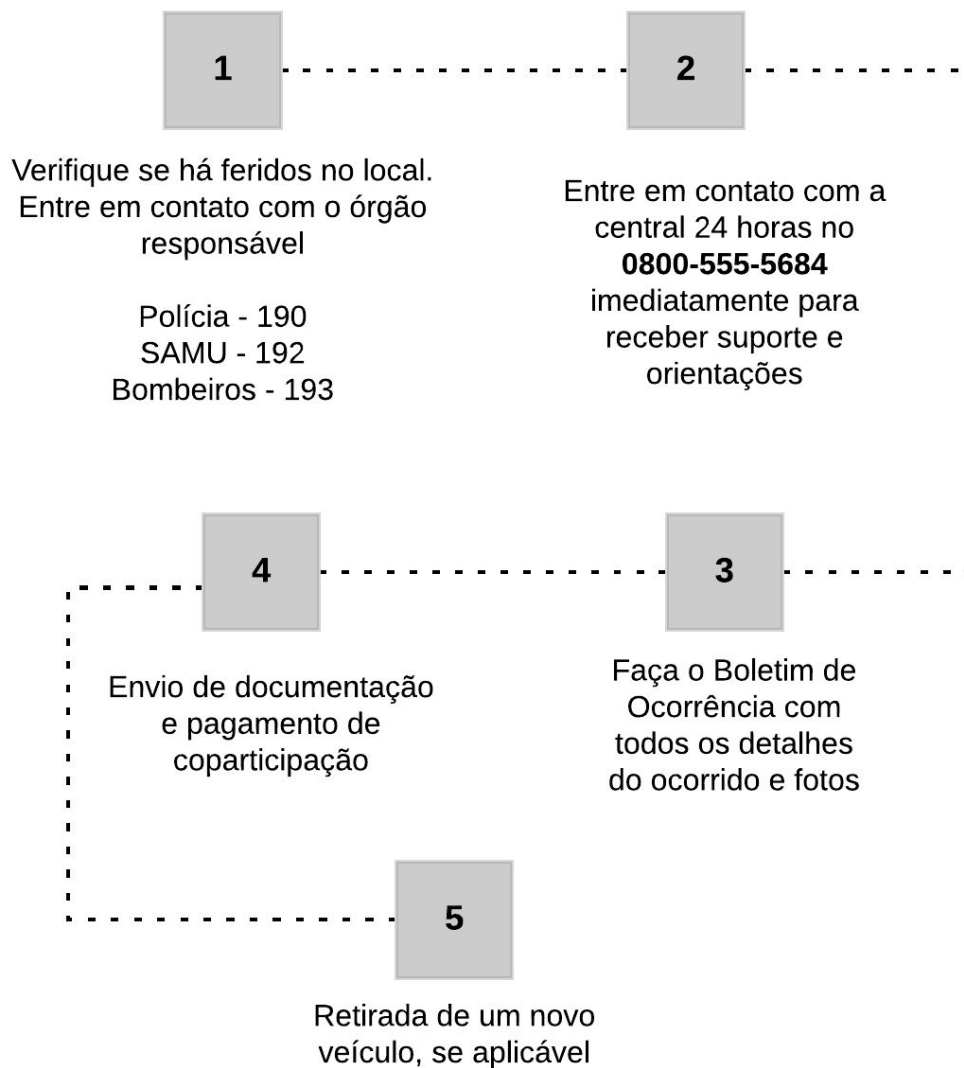 1
Verifique se há feridos no local.
Entre em contato com o órgão
responsável
Polícia - 190
SAMU - 192
Bombeiros - 193
2
Entre em contato com a
central 24 horas no
0800-555-5684
imediatamente para
receber suporte e
orientações
3
Faça o Boletim de
Ocorrência com
todos os detalhes
do ocorrido e fotos
4
Envio de documentação
e pagamento de
coparticipação
5
Retirada de um novo
veículo, se aplicável